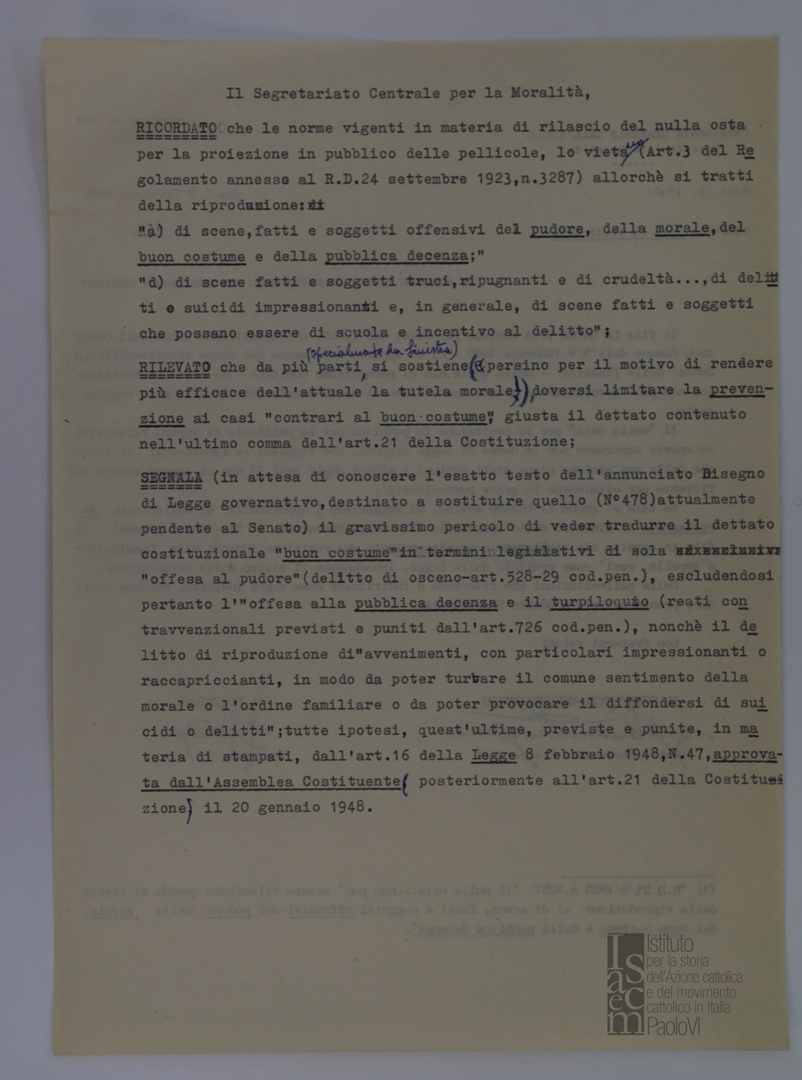 Il Segretariato Centrale per la Moralità,
RICORDATO che le norme vigenti in materia di rilascio del nulla osta
per la proiezione in pubblico delle pellicole, lo vieta (Art.3 del Re
golamento annesso al R.D.24 settembre 1923,n.3287) allorchè si tratti
della riproduzione: di
"à) di scene,fatti e soggetti offensivi del pudore, della morale,del
buon costume e della pubblica decenza;"
"d) di scene fatti e soggetti truci,ripugnanti e di crudeltà...,di delit
ti e suicidi impressionanti e, in generale, di scene fatti e soggetti
che possano essere di scuola e incentivo al delitto";
(specialmente da sinistra)
RILEVATO che da più parti si sostiene( persino per il motivo di rendere
più efficace dell'attuale la tutela morale), doversi limitare la preven-
zione ai casi "contrari al buon-costume", giusta il dettato contenuto
nell'ultimo comma dell'art.21 della Costituzione;
SEGNALA (in attesa di conoscere l'esatto testo dell'annunciato Disegno
di Legge governativo,destinato a sostituire quello (N°478)attualmente
pendente al Senato) il gravissimo pericolo di veder tradurre il dettato
costituzionale "buon costume"in termini legislativi di sola
"offesa al pudore"(delitto di osceno-art.528-29 cod.pen.), escludendosi
pertanto l'"offesa alla pubblica decenza e il turpiloquio (reati con
travvenzionali previsti e puniti dall'art.726 cod.pen.), nonchè il de
litto di riproduzione di"avvenimenti, con particolari impressionanti o
raccapriccianti, in modo da poter turbare il comune sentimento della
morale o l'ordine familiare o da poter provocare il diffondersi di sui
cidi o delitti";tutte ipotesi, quest'ultime, previste e punite, in ma
teria di stampati, dall'art.16 della Legge 8 febbraio 1948,N.47,approva-
ta dall'Assemblea Costituente( posteriormente all'art.21 della Costitu
zione) il 20 gennaio 1948.
Isacem
Istituto
per la storia
dell'Azione cattolica
e del movimento
cattolico in Italia
PaoloVI